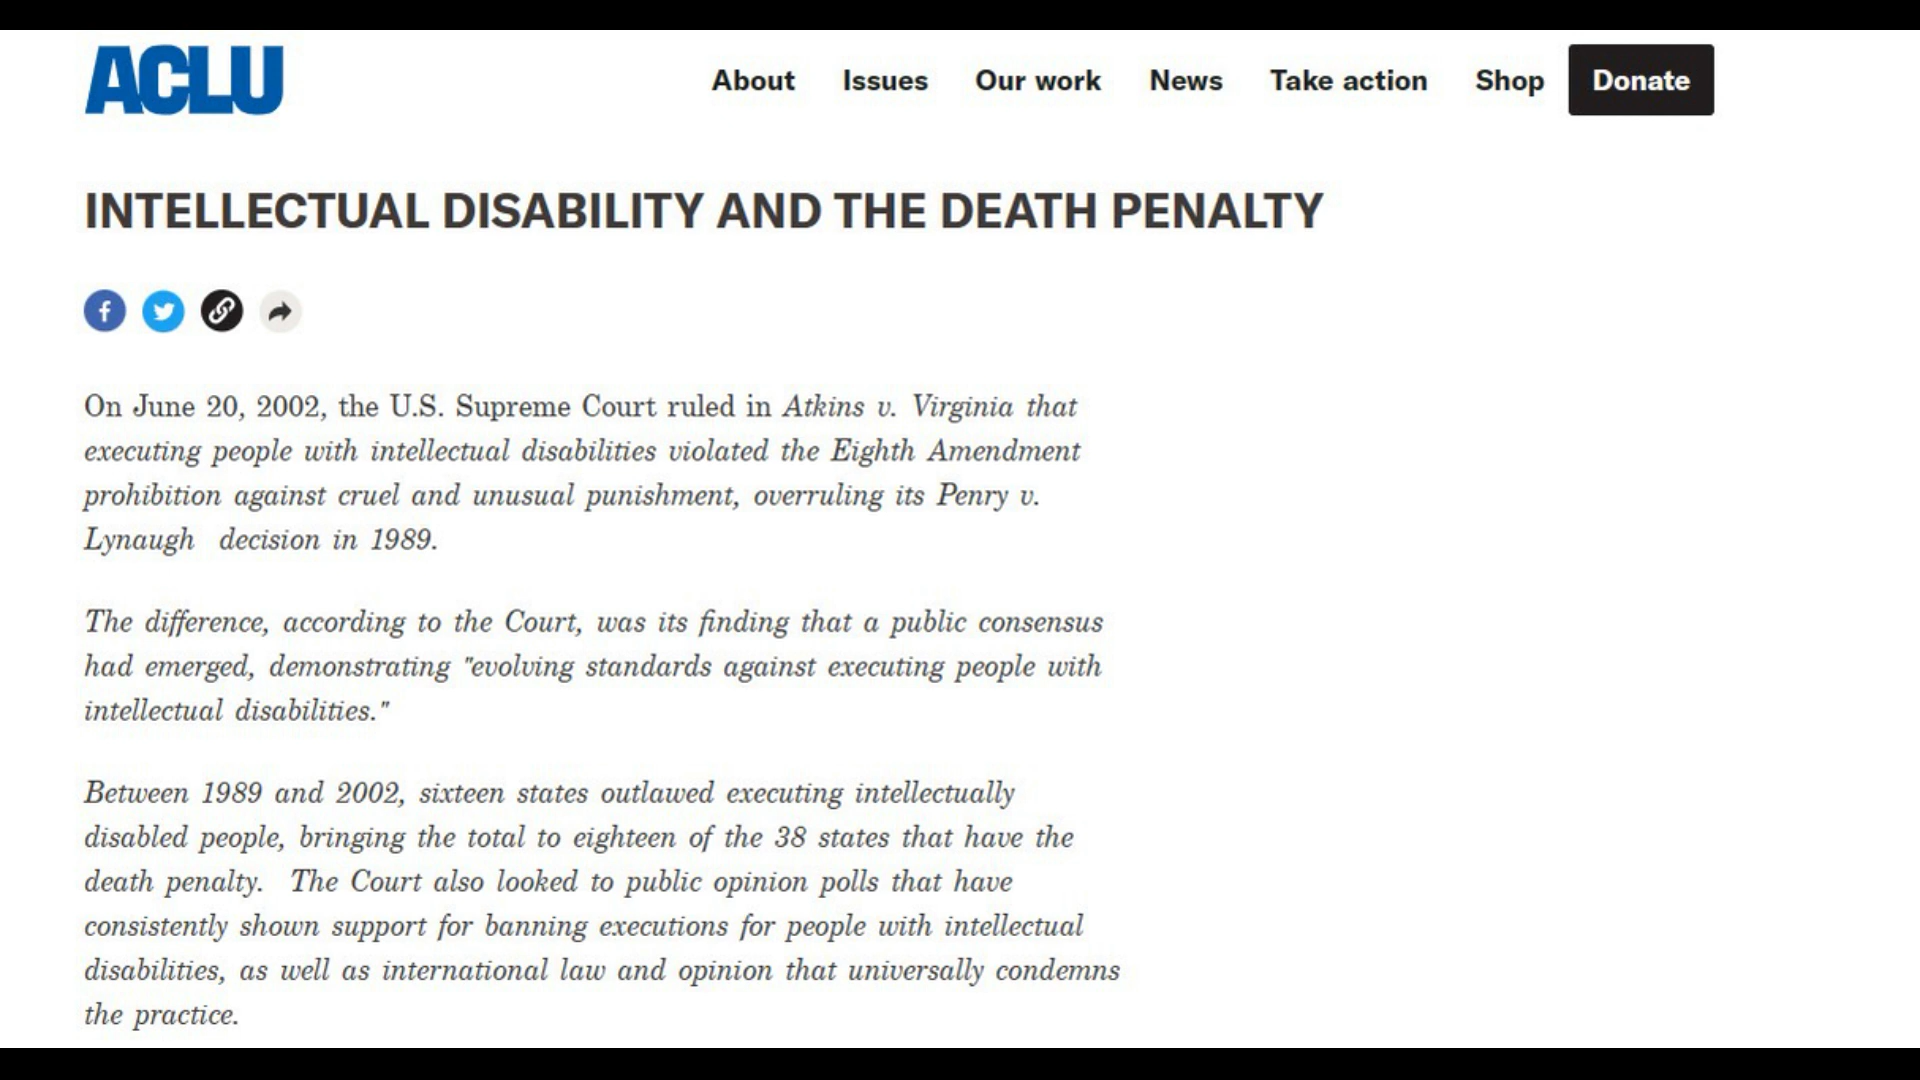 ACLU
About Issues Our work News Take action Shop Donate
INTELLECTUAL DISABILITY AND THE DEATH PENALTY
On June 20, 2002, the U.S. Supreme Court ruled in Atkins v. Virginia that
executing people with intellectual disabilities violated the Eighth Amendment
prohibition against cruel and unusual punishment, overruling its Penry v.
Lynaugh decision in 1989.
The difference, according to the Court, was its finding that a public consensus
had emerged, demonstrating "evolving standards against executing people with
intellectual disabilities."
Between 1989 and 2002, sixteen states outlawed executing intellectually
disabled people, bringing the total to eighteen of the 38 states that have the
death penalty. The Court also looked to public opinion polls that have
consistently shown support for banning executions for people with intellectual
disabilities, as well as international law and opinion that universally condemns
the practice.